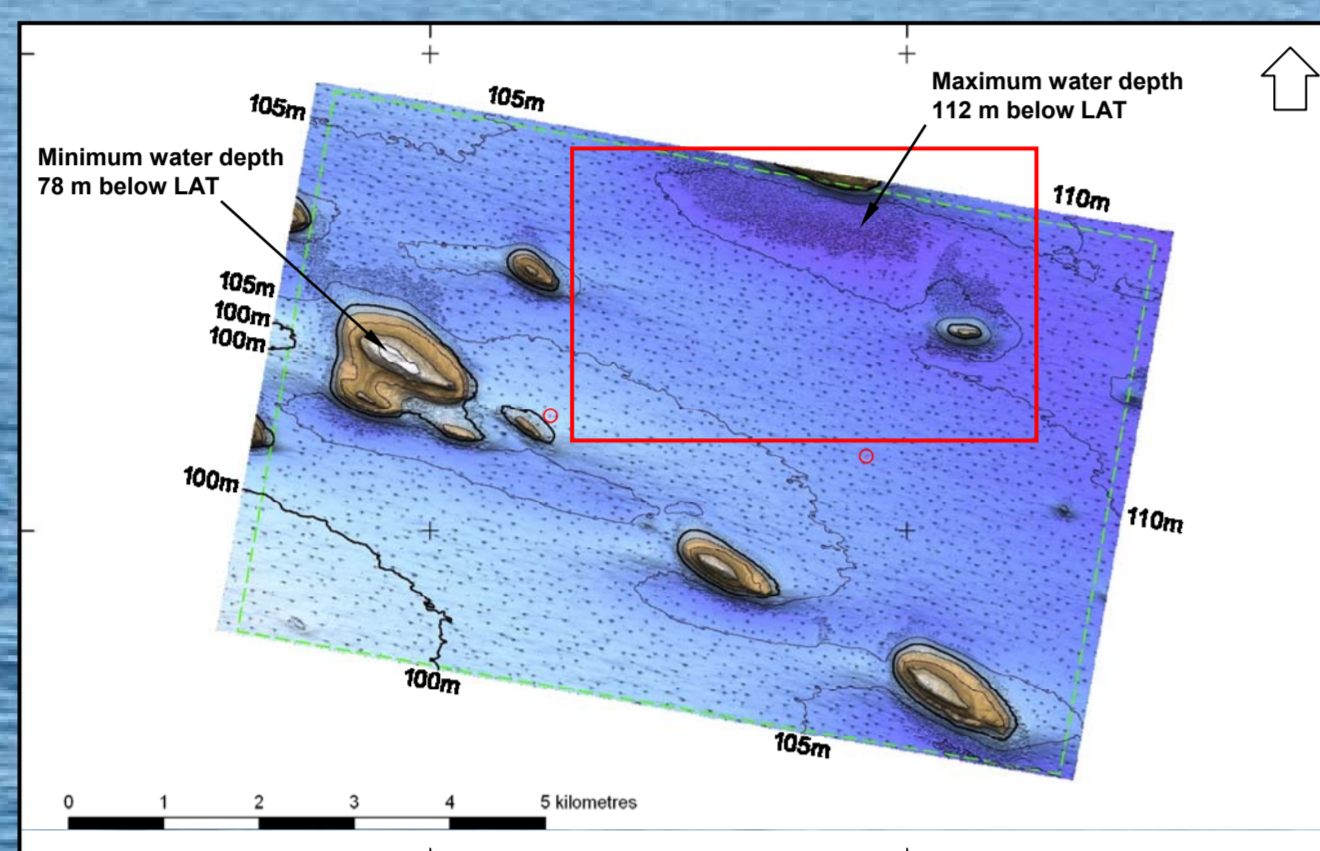 Maximum water depth
112 m below LAT
105m
105m
Minimum water depth
78 m below LAT
110m
105m
100m
100m
100m
110m
100m
105m
0 1 2 3 4 5 kilometres